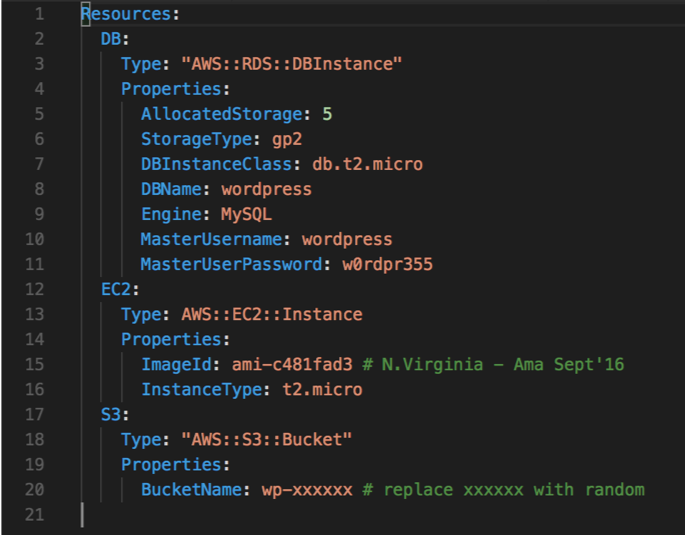 1 Resources:
2 DB:
3 Type: "AWS::RDS::DBInstance"
4 Properties:
5 AllocatedStorage: 5
6 StorageType: gp2
7 DBInstanceClass: db.t2.micro
8 DBName: wordpress
9 Engine: MySQL
10 MasterUsername: wordpress
11 MasterUserPassword: w0rdpr355
12 EC2:
13 Type: AWS::EC2::Instance
14 Properties:
15 ImageId: ami-c481fad3 # N.Virginia - Ama Sept'16
16 InstanceType: t2.micro
17 S3:
18 Type: "AWS::S3::Bucket"
19 Properties:
20 BucketName: wp-xxxxxx # replace xxxxxx with random
21